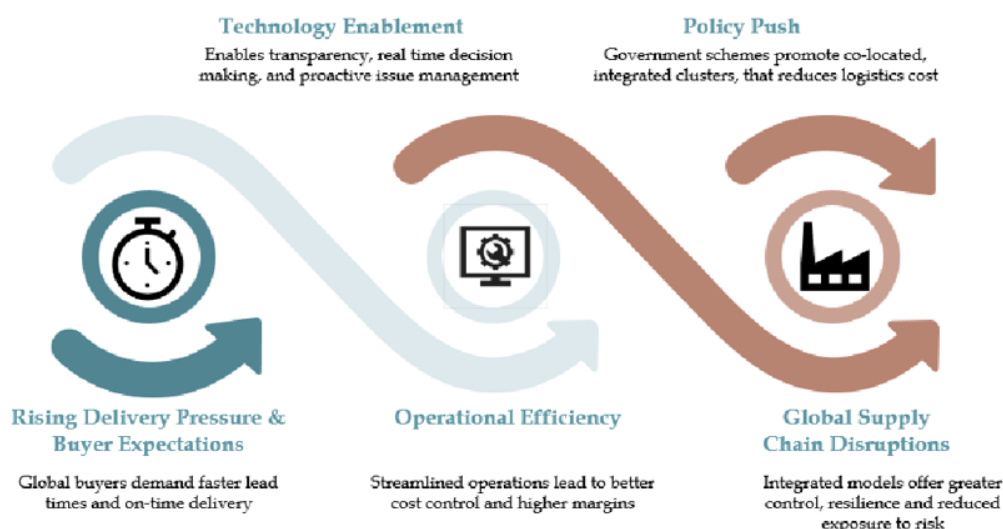 Technology Enablement
Enables transparency, real time decision
making, and proactive issue management
Policy Push
Government schemes promote co-located,
integrated clusters, that reduces logistics cost
Rising Delivery Pressure &
Buyer Expectations
Global buyers demand faster lead
times and on-time delivery
Operational Efficiency
Streamlined operations lead to better
cost control and higher margins
Global Supply
Chain Disruptions
Integrated models offer greater
control, resilience and reduced
exposure to risk